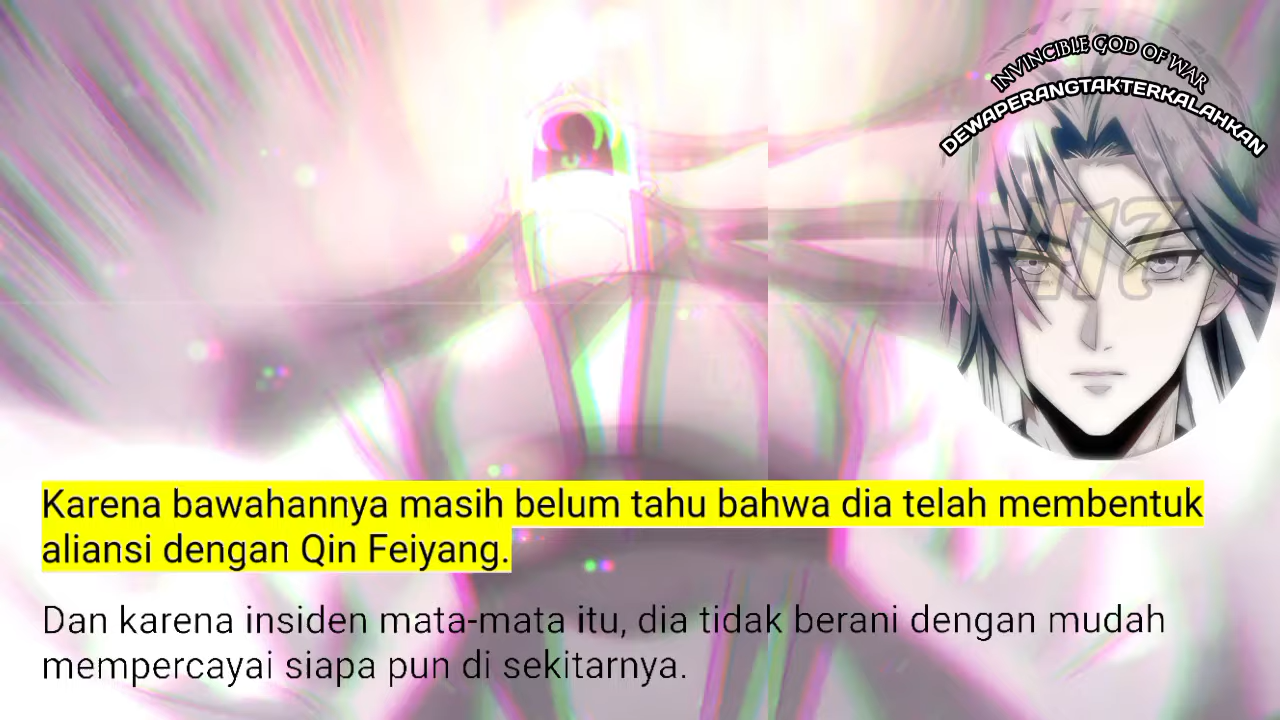 INVINCIBLE GOD OF WAR
DEWAPERANGTAKTERKALAHKAN
417
Karena bawahannya masih belum tahu bahwa dia telah membentuk
aliansi dengan Qin Feiyang.
Dan karena insiden mata-mata itu, dia tidak berani dengan mudah
mempercayai siapa pun di sekitarnya.